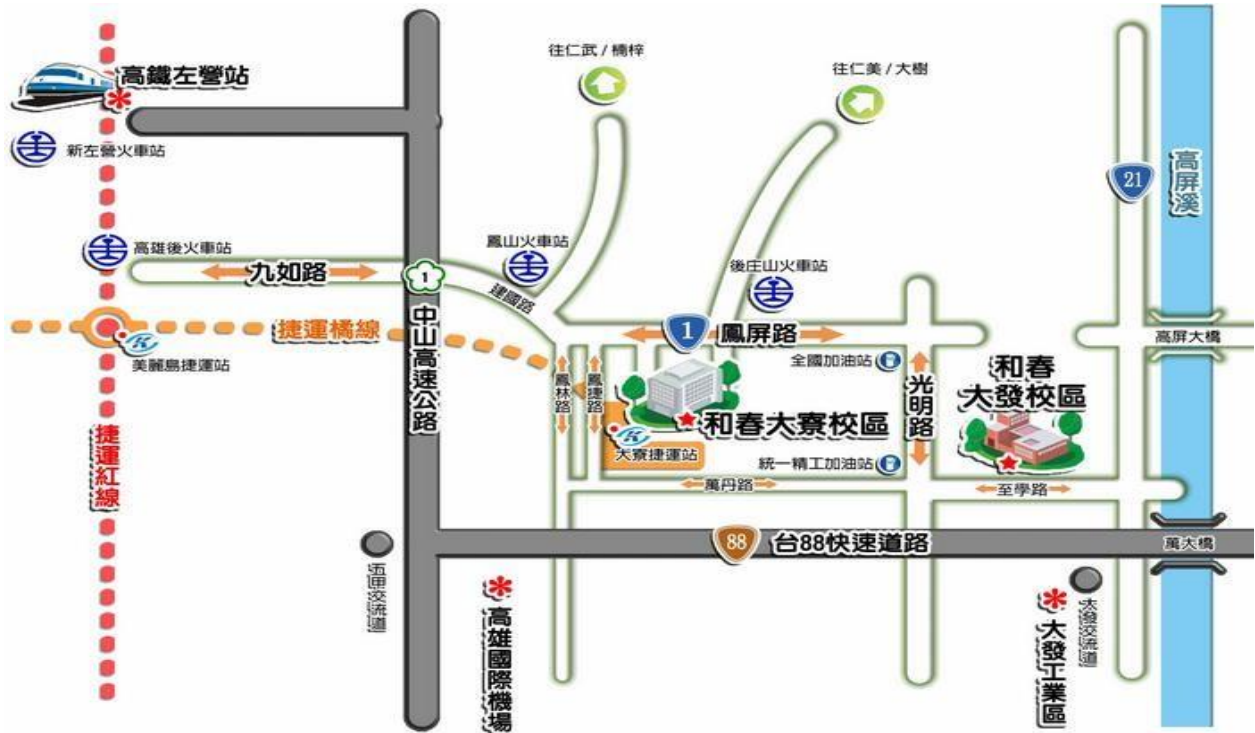 往仁武/楠梓
往仁美/大樹
高鐵左營站
新左營火車站
21
高屏溪
高雄後火車站
鳳山火車站
後庄山火車站
九如路
1
建國路
中山高速公路
1
鳳屏路
高屏大橋
捷運橘線
美麗島捷運站
全國加油站
和春
大發校區
鳳林路
鳳捷路
光明路
和春大寮校區
大寮捷運站
統一精工加油站
捷運紅線
萬丹路
至學路
88
台88快速道路
萬大橋
五甲交流道
高雄國際機場
大發工業區
大發交流道